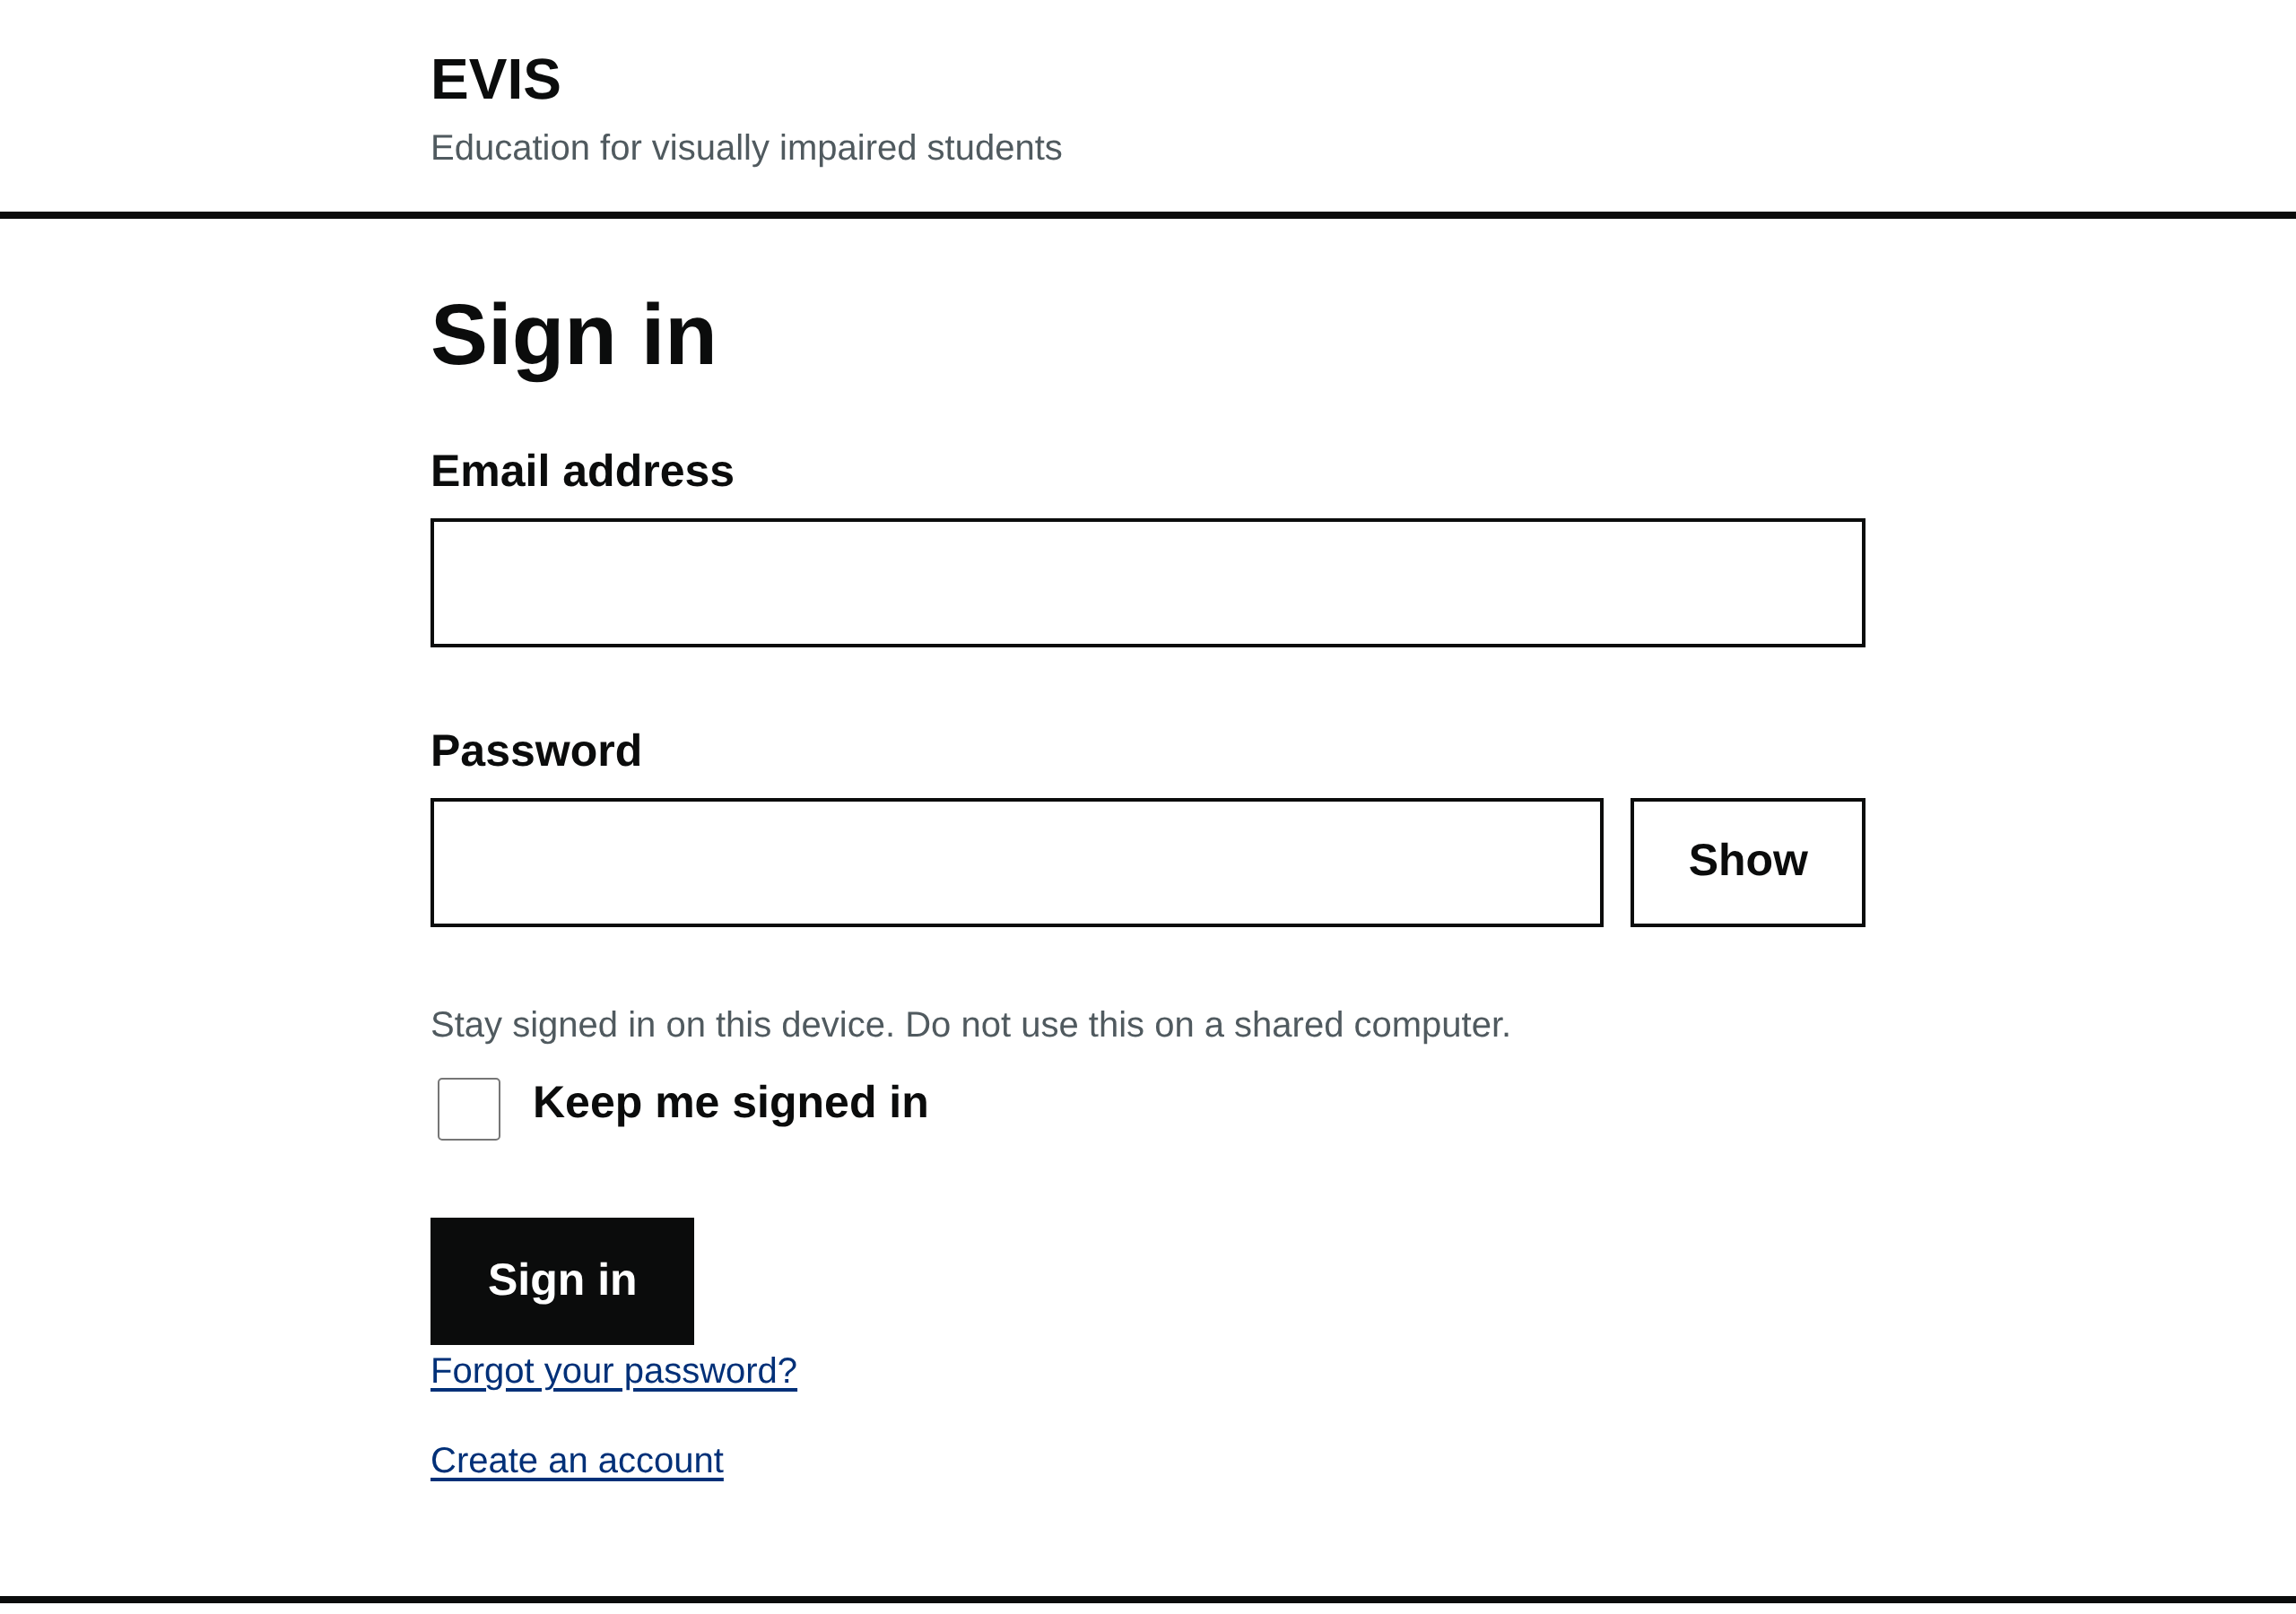 EVIS
Education for visually impaired students
Sign in
Email address
Password
Show
Stay signed in on this device. Do not use this on a shared computer.
Keep me signed in
Sign in
Forgot your password?
Create an account